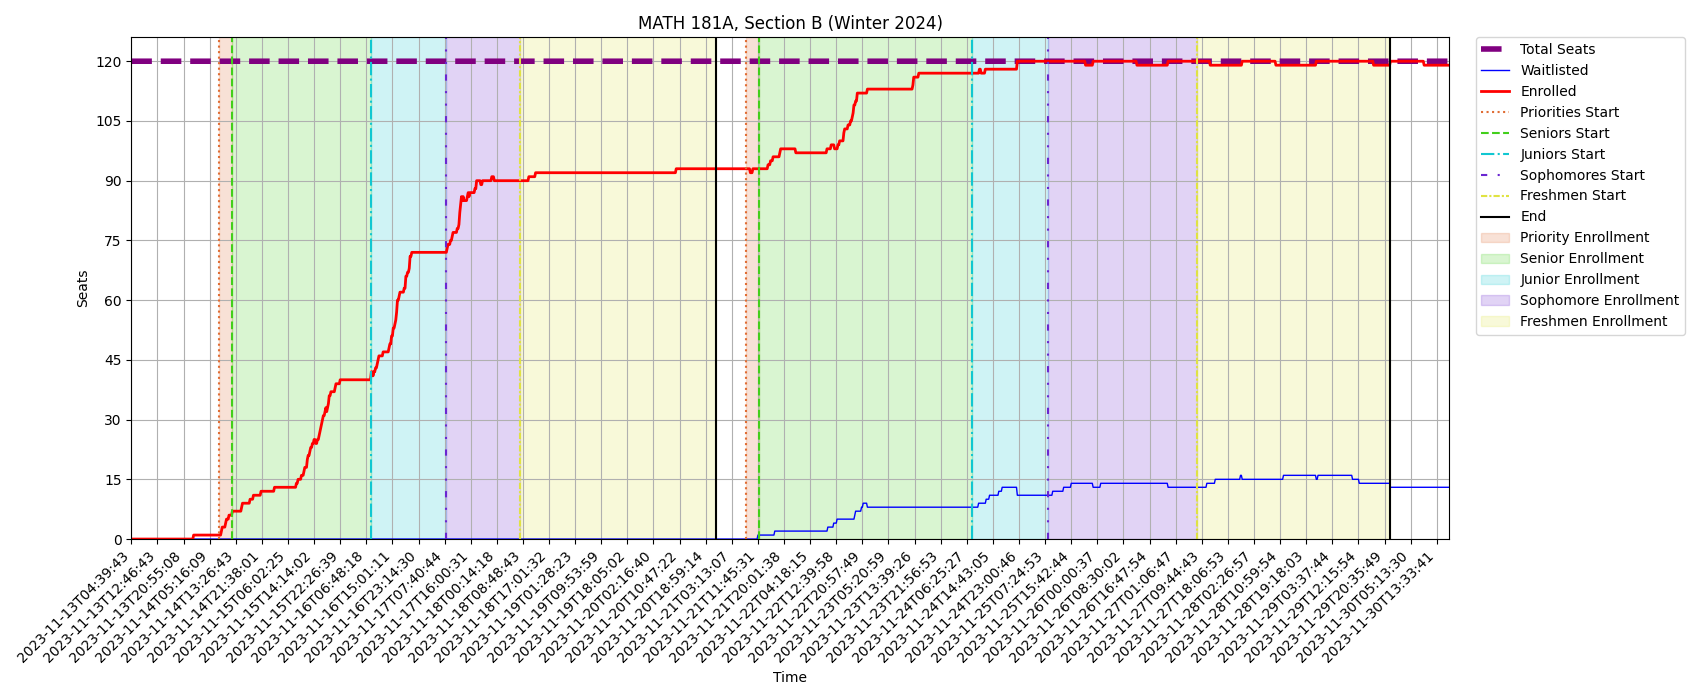 MATH 181A, Section B (Winter 2024)
120
105
90
75
60
45
30
15
0
Seats
2023-11-13T04:39:43
2023-11-13T12:46:43
2023-11-13T20:55:08
2023-11-14T05:16:09
2023-11-14T13:26:43
2023-11-14T21:38:01
2023-11-15T06:02:25
2023-11-15T14:14:02
2023-11-15T22:26:39
2023-11-16T06:48:18
2023-11-16T15:01:11
2023-11-16T23:14:30
2023-11-17T07:40:44
2023-11-17T16:00:31
2023-11-18T00:14:18
2023-11-18T08:48:43
2023-11-18T17:01:32
2023-11-19T01:28:23
2023-11-19T09:53:59
2023-11-19T18:05:02
2023-11-20T02:16:40
2023-11-20T10:47:22
2023-11-20T18:59:14
2023-11-21T03:13:07
2023-11-21T11:45:31
2023-11-21T20:01:38
2023-11-22T04:18:15
2023-11-22T12:39:58
2023-11-22T20:57:49
2023-11-23T05:20:59
2023-11-23T13:39:26
2023-11-23T21:56:53
2023-11-24T06:25:27
2023-11-24T14:43:05
2023-11-24T23:00:46
2023-11-25T07:24:53
2023-11-25T15:42:44
2023-11-26T00:00:37
2023-11-26T08:30:02
2023-11-26T16:47:54
2023-11-27T01:06:47
2023-11-27T09:44:43
2023-11-27T18:06:53
2023-11-28T02:26:57
2023-11-28T10:59:54
2023-11-28T19:18:03
2023-11-29T03:37:44
2023-11-29T12:15:54
2023-11-29T20:35:49
2023-11-30T05:13:30
2023-11-30T13:33:41
Time
Total Seats
Waitlisted
Enrolled
Priorities Start
Seniors Start
Juniors Start
Sophomores Start
Freshmen Start
End
Priority Enrollment
Senior Enrollment
Junior Enrollment
Sophomore Enrollment
Freshmen Enrollment